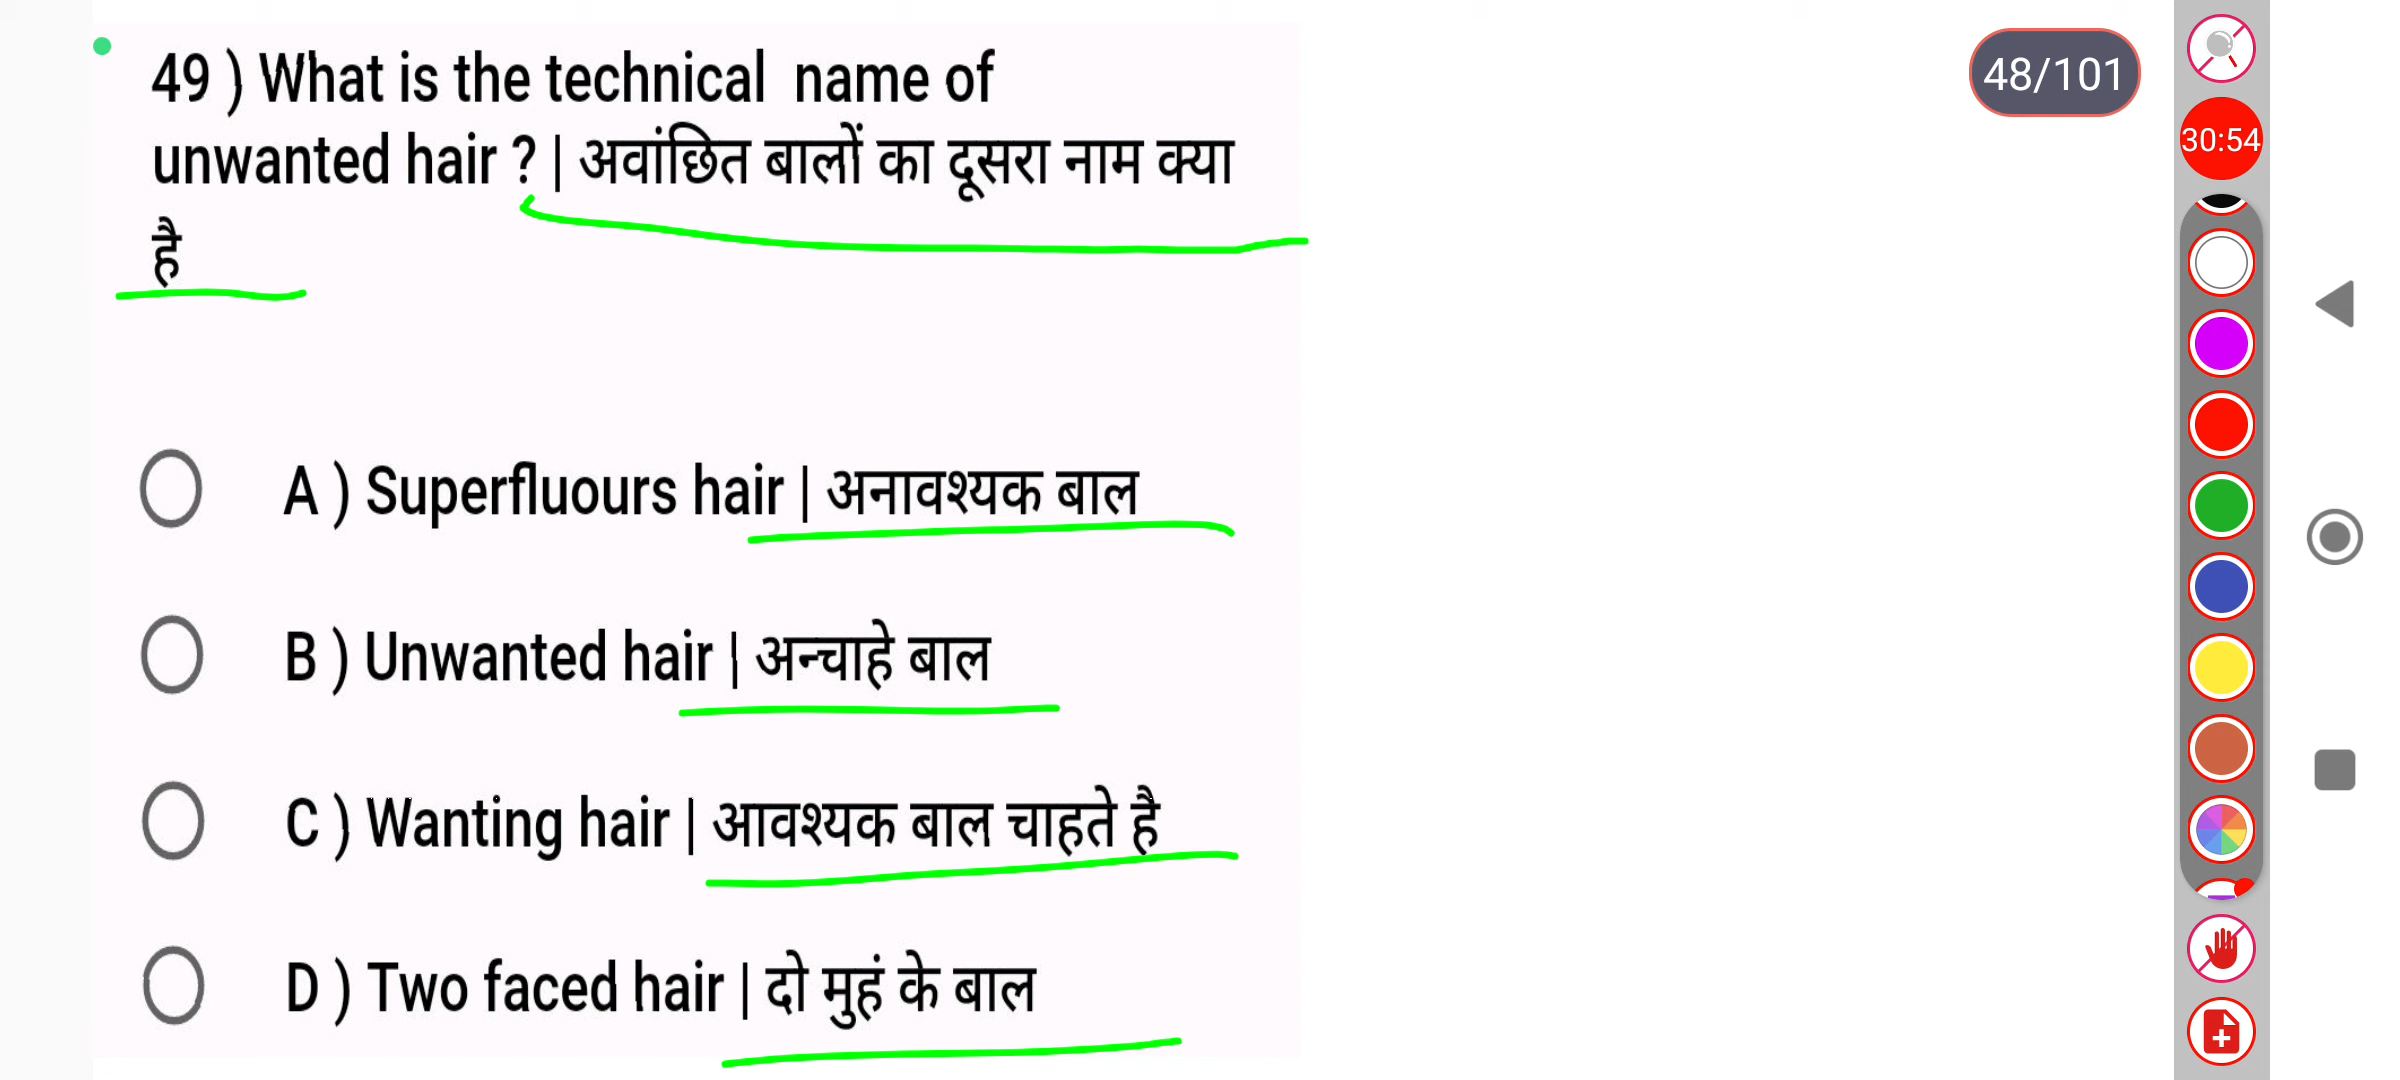 49 ) What is the technical name of
unwanted hair ? | अवांछित बालों का दूसरा नाम क्या
है
A ) Superfluours hair | अनावश्यक बाल
B ) Unwanted hair | अन्चाहे बाल
C ) Wanting hair | आवश्यक बाल चाहते है
D ) Two faced hair | दो मुहं के बाल
48/101
30:54